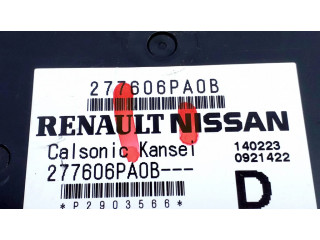 277606PA0B
RENAULT NISSAN
Calsonic Kansei 140223
277606PA0B--- 0921422
D
*P2903566*